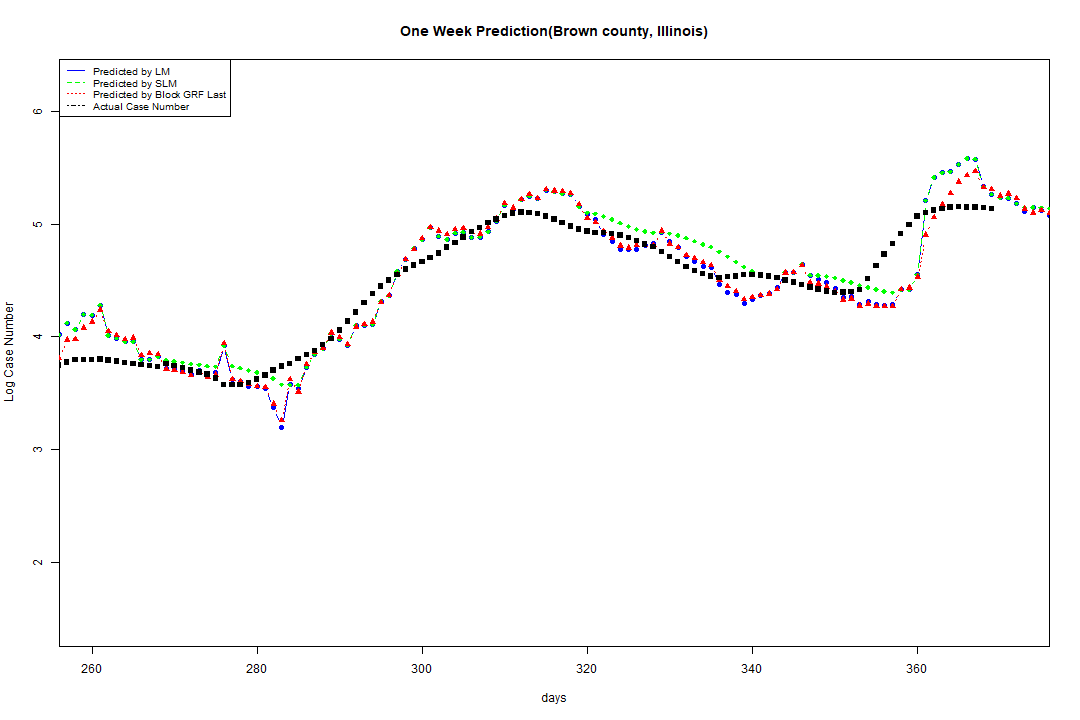 One Week Prediction(Brown county, Illinois)
Predicted by LM
Predicted by SLM
Predicted by Block GRF Last
Actual Case Number
6
5
4
3
2
Log Case Number
260 280 300 320 340 360
days